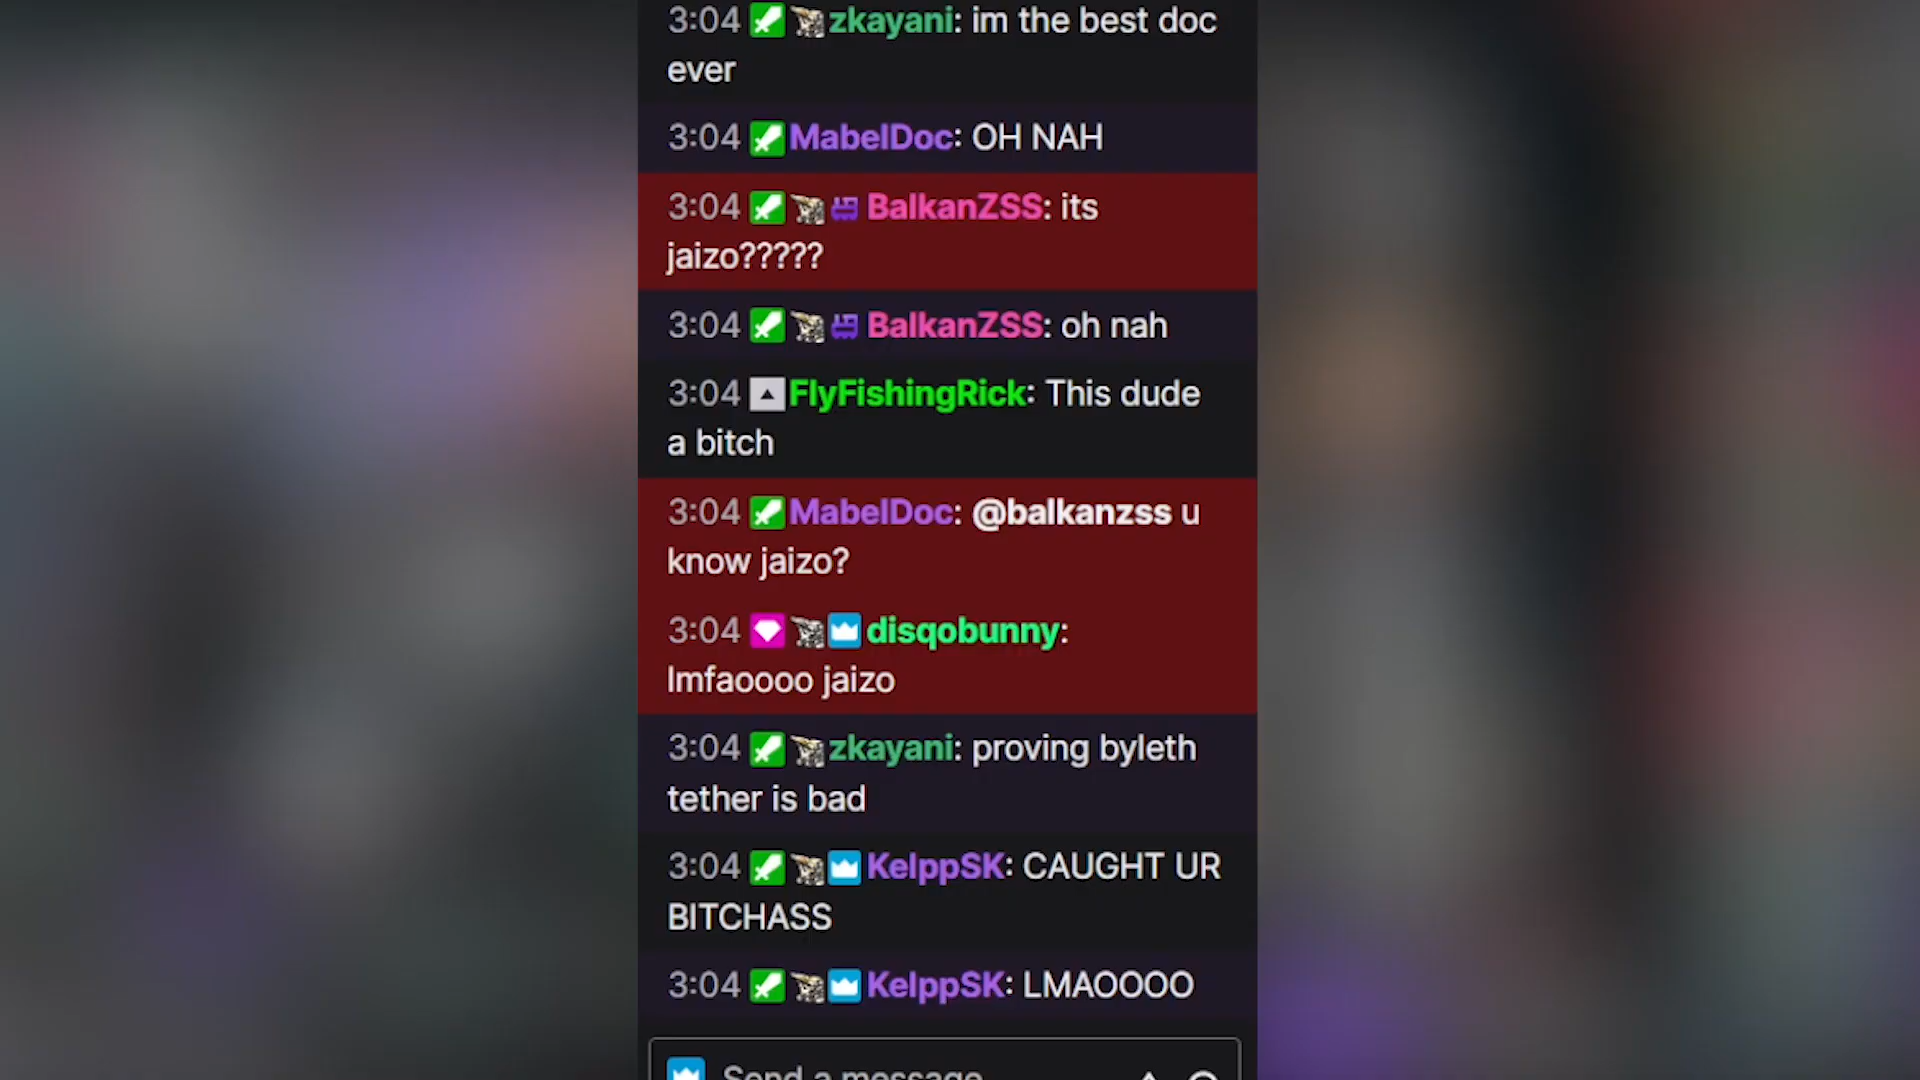 3:04 zkayani: im the best doc
ever
3:04 MabelDoc: OH NAH
3:04 BalkanZSS: its
jaizo?????
3:04 BalkanZSS: oh nah
3:04 FlyFishingRick: This dude
a bitch
3:04 MabelDoc: @balkanzss u
know jaizo?
3:04 disqobunny:
lmfaoooo jaizo
3:04 zkayani: proving byleth
tether is bad
3:04 KelppSK: CAUGHT UR
BITCHASS
3:04 KelppSK: LMAOOOO
Send a message